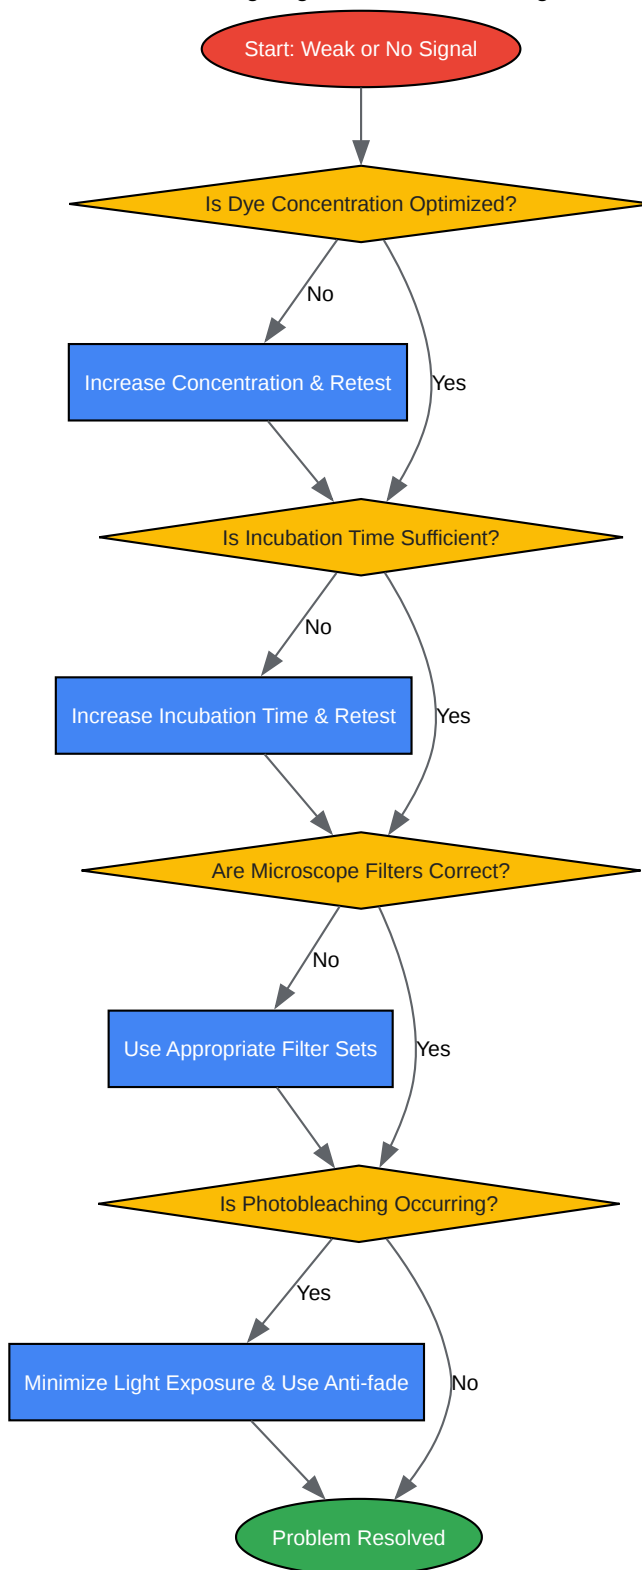 Start: Weak or No Signal
Is Dye Concentration Optimized?
No
Increase Concentration & Retest
Yes
Is Incubation Time Sufficient?
No
Increase Incubation Time & Retest
Yes
Are Microscope Filters Correct?
No
Use Appropriate Filter Sets
Yes
Is Photobleaching Occurring?
Yes
Minimize Light Exposure & Use Anti-fade
No
Problem Resolved